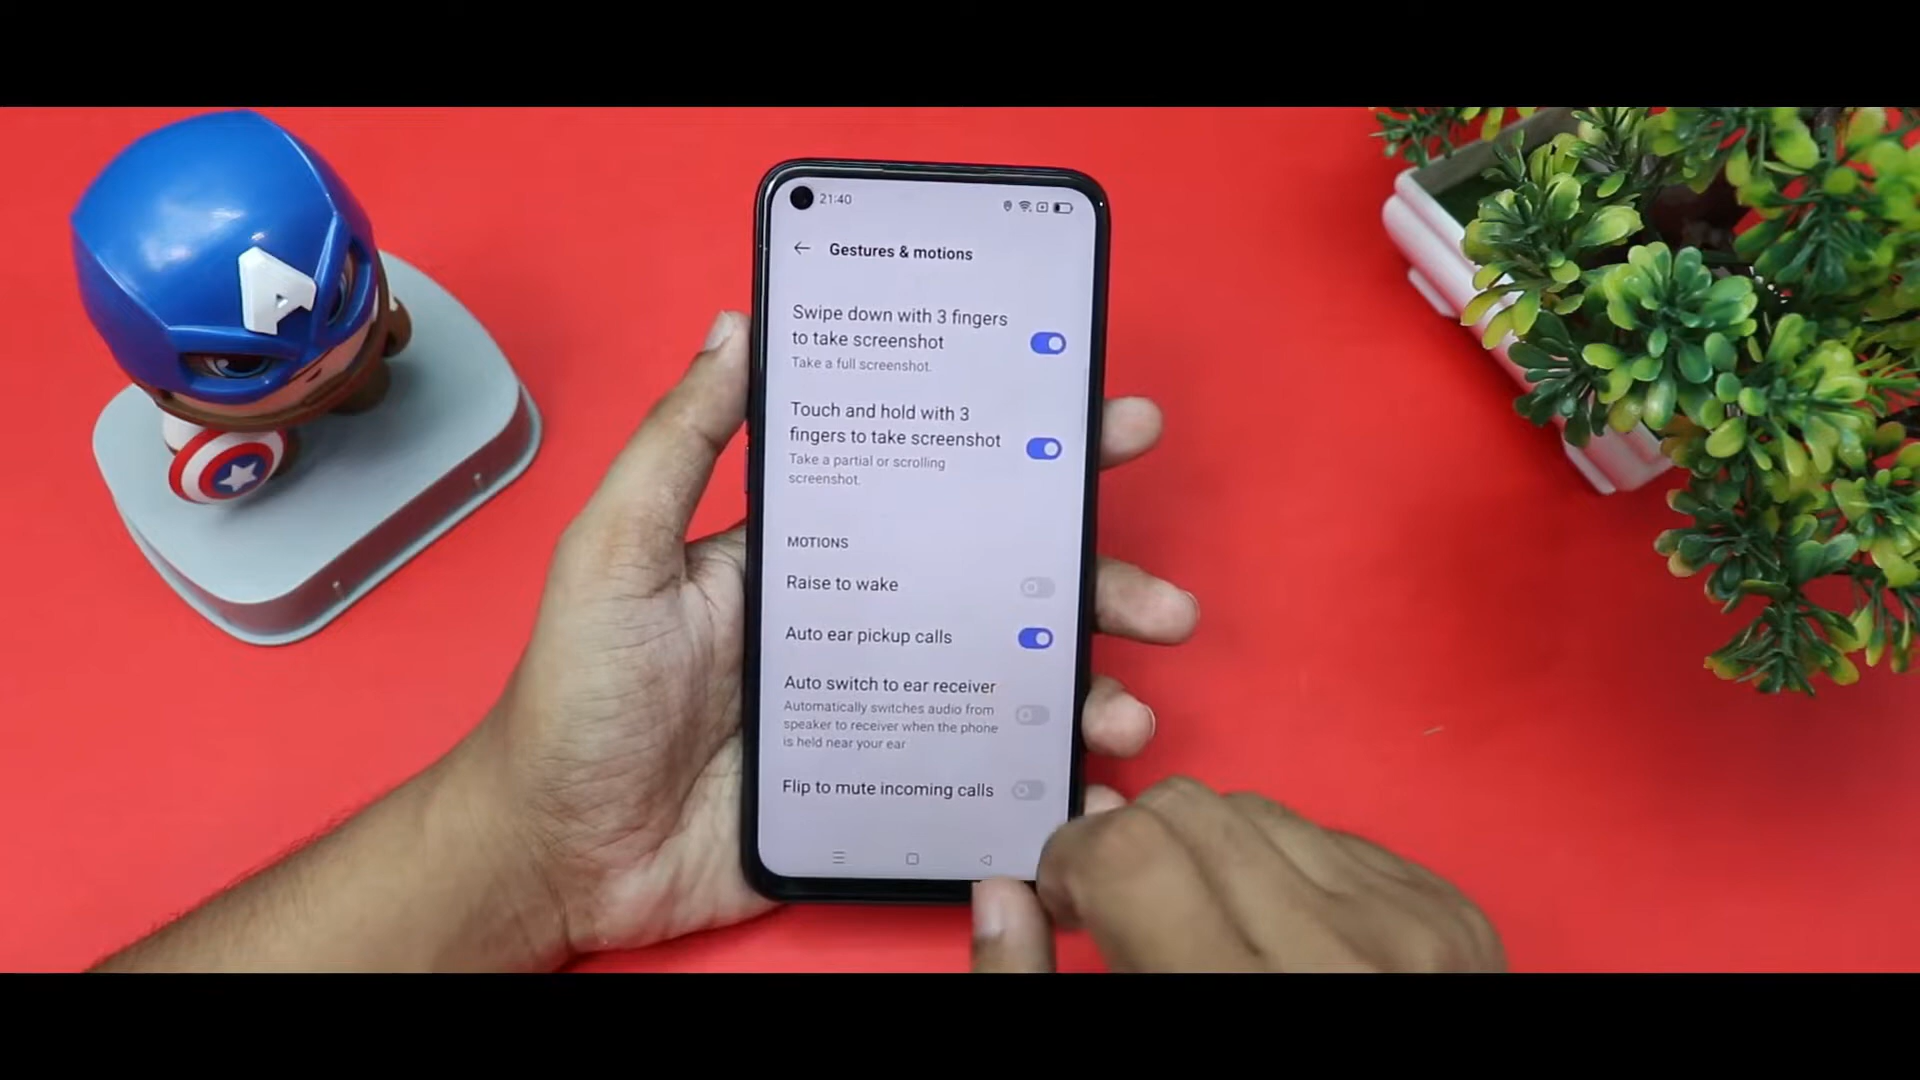 21:40
Gestures & motions
Swipe down with 3 fingers
to take screenshot
Take a full screenshot.
Touch and hold with 3
fingers to take screenshot
Take a partial or scrolling
screenshot.
MOTIONS
Raise to wake
Auto ear pickup calls
Auto switch to ear receiver
Automatically switches audio from
speaker to receiver when the phone
is held near your ear
Flip to mute incoming calls
A